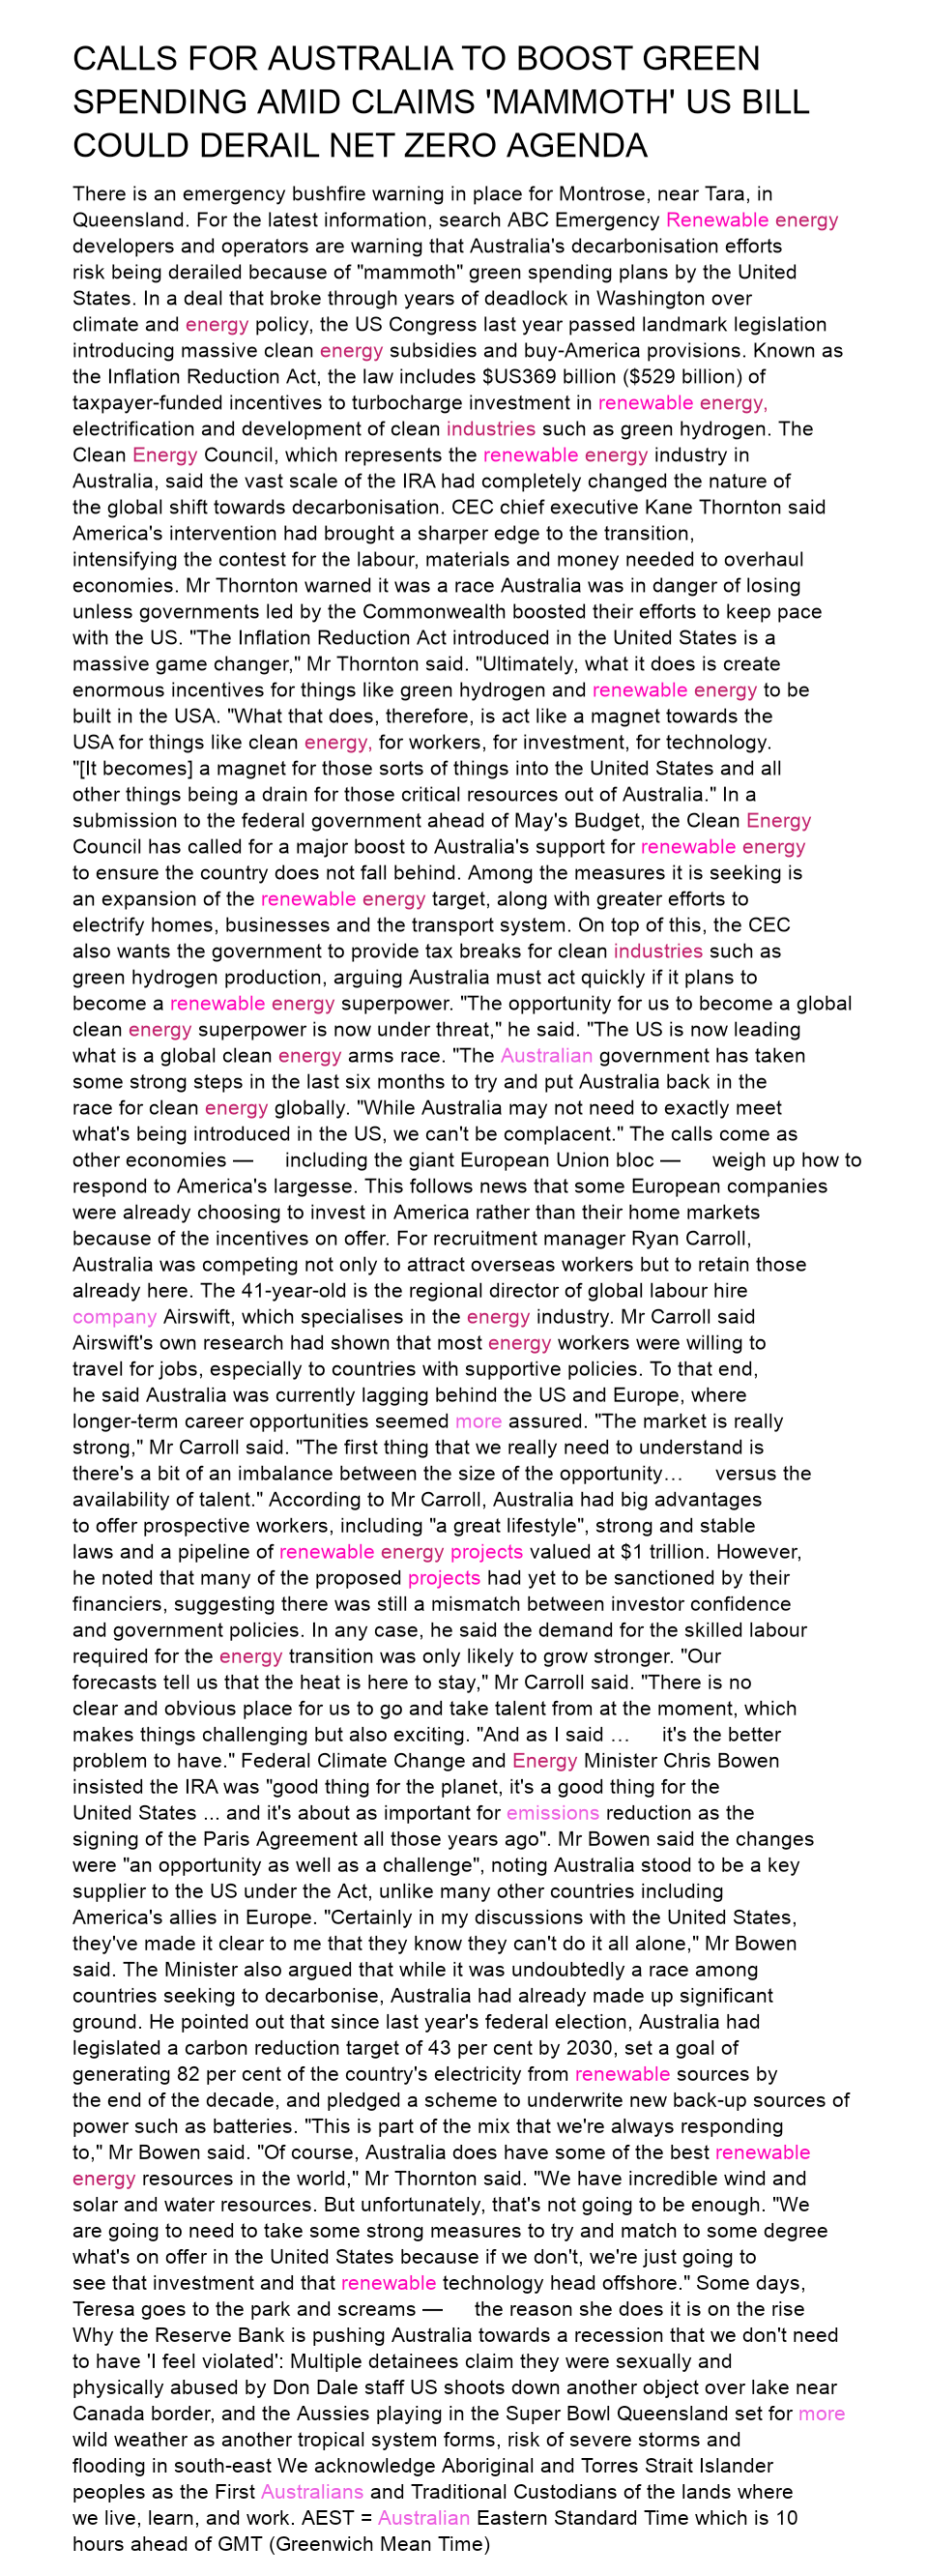 CALLS FOR AUSTRALIA TO BOOST GREEN
SPENDING AMID CLAIMS 'MAMMOTH' US BILL
COULD DERAIL NET ZERO AGENDA
There is an emergency bushfire warning in place for Montrose, near Tara, in
Queensland. For the latest information, search ABC Emergency Renewable energy
developers and operators are warning that Australia's decarbonisation efforts
risk being derailed because of "mammoth" green spending plans by the United
States. In a deal that broke through years of deadlock in Washington over
climate and energy policy, the US Congress last year passed landmark legislation
introducing massive clean energy subsidies and buy-America provisions. Known as
the Inflation Reduction Act, the law includes $US369 billion ($529 billion) of
taxpayer-funded incentives to turbocharge investment in renewable energy,
electrification and development of clean industries such as green hydrogen. The
Clean Energy Council, which represents the renewable energy industry in
Australia, said the vast scale of the IRA had completely changed the nature of
the global shift towards decarbonisation. CEC chief executive Kane Thornton said
America's intervention had brought a sharper edge to the transition,
intensifying the contest for the labour, materials and money needed to overhaul
economies. Mr Thornton warned it was a race Australia was in danger of losing
unless governments led by the Commonwealth boosted their efforts to keep pace
with the US. "The Inflation Reduction Act introduced in the United States is a
massive game changer," Mr Thornton said. "Ultimately, what it does is create
enormous incentives for things like green hydrogen and renewable energy to be
built in the USA. "What that does, therefore, is act like a magnet towards the
USA for things like clean energy, for workers, for investment, for technology.
"[It becomes] a magnet for those sorts of things into the United States and all
other things being a drain for those critical resources out of Australia." In a
submission to the federal government ahead of May's Budget, the Clean Energy
Council has called for a major boost to Australia's support for renewable energy
to ensure the country does not fall behind. Among the measures it is seeking is
an expansion of the renewable energy target, along with greater efforts to
electrify homes, businesses and the transport system. On top of this, the CEC
also wants the government to provide tax breaks for clean industries such as
green hydrogen production, arguing Australia must act quickly if it plans to
become a renewable energy superpower. "The opportunity for us to become a global
clean energy superpower is now under threat," he said. "The US is now leading
what is a global clean energy arms race. "The Australian government has taken
some strong steps in the last six months to try and put Australia back in the
race for clean energy globally. "While Australia may not need to exactly meet
what's being introduced in the US, we can't be complacent." The calls come as
other economies — including the giant European Union bloc — weigh up how to
respond to America's largesse. This follows news that some European companies
were already choosing to invest in America rather than their home markets
because of the incentives on offer. For recruitment manager Ryan Carroll,
Australia was competing not only to attract overseas workers but to retain those
already here. The 41-year-old is the regional director of global labour hire
company Airswift, which specialises in the energy industry. Mr Carroll said
Airswift's own research had shown that most energy workers were willing to
travel for jobs, especially to countries with supportive policies. To that end,
he said Australia was currently lagging behind the US and Europe, where
longer-term career opportunities seemed more assured. "The market is really
strong," Mr Carroll said. "The first thing that we really need to understand is
there's a bit of an imbalance between the size of the opportunity… versus the
availability of talent." According to Mr Carroll, Australia had big advantages
to offer prospective workers, including "a great lifestyle", strong and stable
laws and a pipeline of renewable energy projects valued at $1 trillion. However,
he noted that many of the proposed projects had yet to be sanctioned by their
financiers, suggesting there was still a mismatch between investor confidence
and government policies. In any case, he said the demand for the skilled labour
required for the energy transition was only likely to grow stronger. "Our
forecasts tell us that the heat is here to stay," Mr Carroll said. "There is no
clear and obvious place for us to go and take talent from at the moment, which
makes things challenging but also exciting. "And as I said … it's the better
problem to have." Federal Climate Change and Energy Minister Chris Bowen
insisted the IRA was "good thing for the planet, it's a good thing for the
United States ... and it's about as important for emissions reduction as the
signing of the Paris Agreement all those years ago". Mr Bowen said the changes
were "an opportunity as well as a challenge", noting Australia stood to be a key
supplier to the US under the Act, unlike many other countries including
America's allies in Europe. "Certainly in my discussions with the United States,
they've made it clear to me that they know they can't do it all alone," Mr Bowen
said. The Minister also argued that while it was undoubtedly a race among
countries seeking to decarbonise, Australia had already made up significant
ground. He pointed out that since last year's federal election, Australia had
legislated a carbon reduction target of 43 per cent by 2030, set a goal of
generating 82 per cent of the country's electricity from renewable sources by
the end of the decade, and pledged a scheme to underwrite new back-up sources of
power such as batteries. "This is part of the mix that we're always responding
to," Mr Bowen said. "Of course, Australia does have some of the best renewable
energy resources in the world," Mr Thornton said. "We have incredible wind and
solar and water resources. But unfortunately, that's not going to be enough. "We
are going to need to take some strong measures to try and match to some degree
what's on offer in the United States because if we don't, we're just going to
see that investment and that renewable technology head offshore." Some days,
Teresa goes to the park and screams — the reason she does it is on the rise
Why the Reserve Bank is pushing Australia towards a recession that we don't need
to have 'I feel violated': Multiple detainees claim they were sexually and
physically abused by Don Dale staff US shoots down another object over lake near
Canada border, and the Aussies playing in the Super Bowl Queensland set for more
wild weather as another tropical system forms, risk of severe storms and
flooding in south-east We acknowledge Aboriginal and Torres Strait Islander
peoples as the First Australians and Traditional Custodians of the lands where
we live, learn, and work. AEST = Australian Eastern Standard Time which is 10
hours ahead of GMT (Greenwich Mean Time)